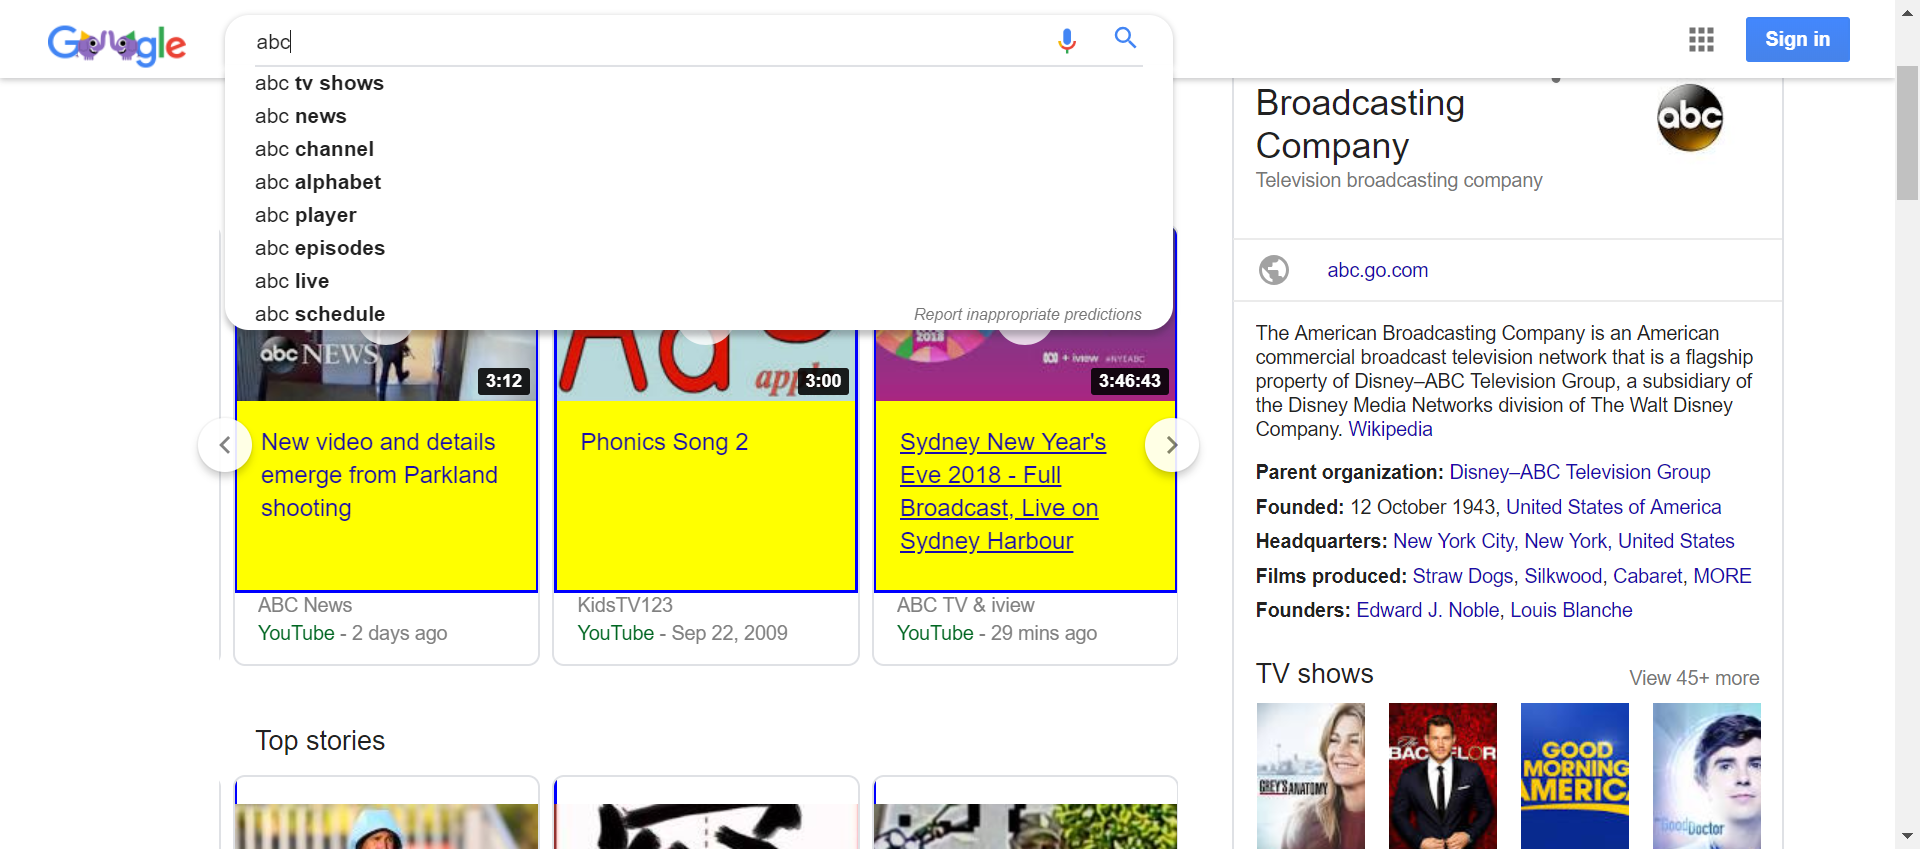 Google
abc
Sign in
abc tv shows
abc news
abc channel
abc alphabet
abc player
abc episodes
abc live
abc schedule
Report inappropriate predictions
abc NEWS
3:12
Aa
apple
3:00
2018
+ iview #NYEABC
3:46:43
New video and details
emerge from Parkland
shooting
ABC News
YouTube - 2 days ago
Phonics Song 2
KidsTV123
YouTube - Sep 22, 2009
Sydney New Year's
Eve 2018 - Full
Broadcast, Live on
Sydney Harbour
ABC TV & iview
YouTube - 29 mins ago
Top stories
Broadcasting
Company
Television broadcasting company
abc
abc.go.com
The American Broadcasting Company is an American
commercial broadcast television network that is a flagship
property of Disney–ABC Television Group, a subsidiary of
the Disney Media Networks division of The Walt Disney
Company. Wikipedia
Parent organization: Disney–ABC Television Group
Founded: 12 October 1943, United States of America
Headquarters: New York City, New York, United States
Films produced: Straw Dogs, Silkwood, Cabaret, MORE
Founders: Edward J. Noble, Louis Blanche
TV shows
View 45+ more
GREY'S ANATOMY
The
BACHELOR
GOOD
MORNING
AMERICA
The Good Doctor